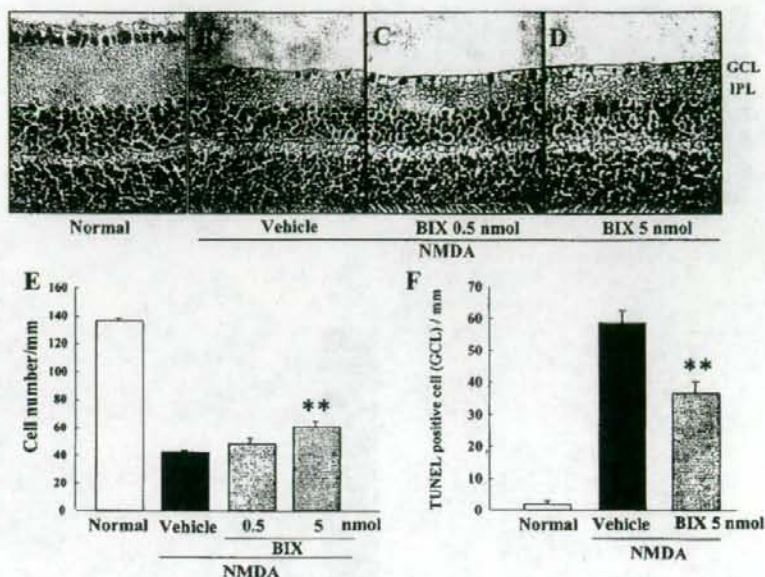 C
D
GCL
IPL
Normal
Vehicle
BIX 0.5 nmol
BIX 5 nmol
NMDA
E
Cell number/mm
160
140
120
100
80
60
40
20
0
**
Normal
Vehicle
0.5
5
nmol
BIX
NMDA
F
TUNEL positive cell (GCL) / mm
70
60
50
40
30
20
10
0
**
Normal
Vehicle
BIX 5 nmol
NMDA